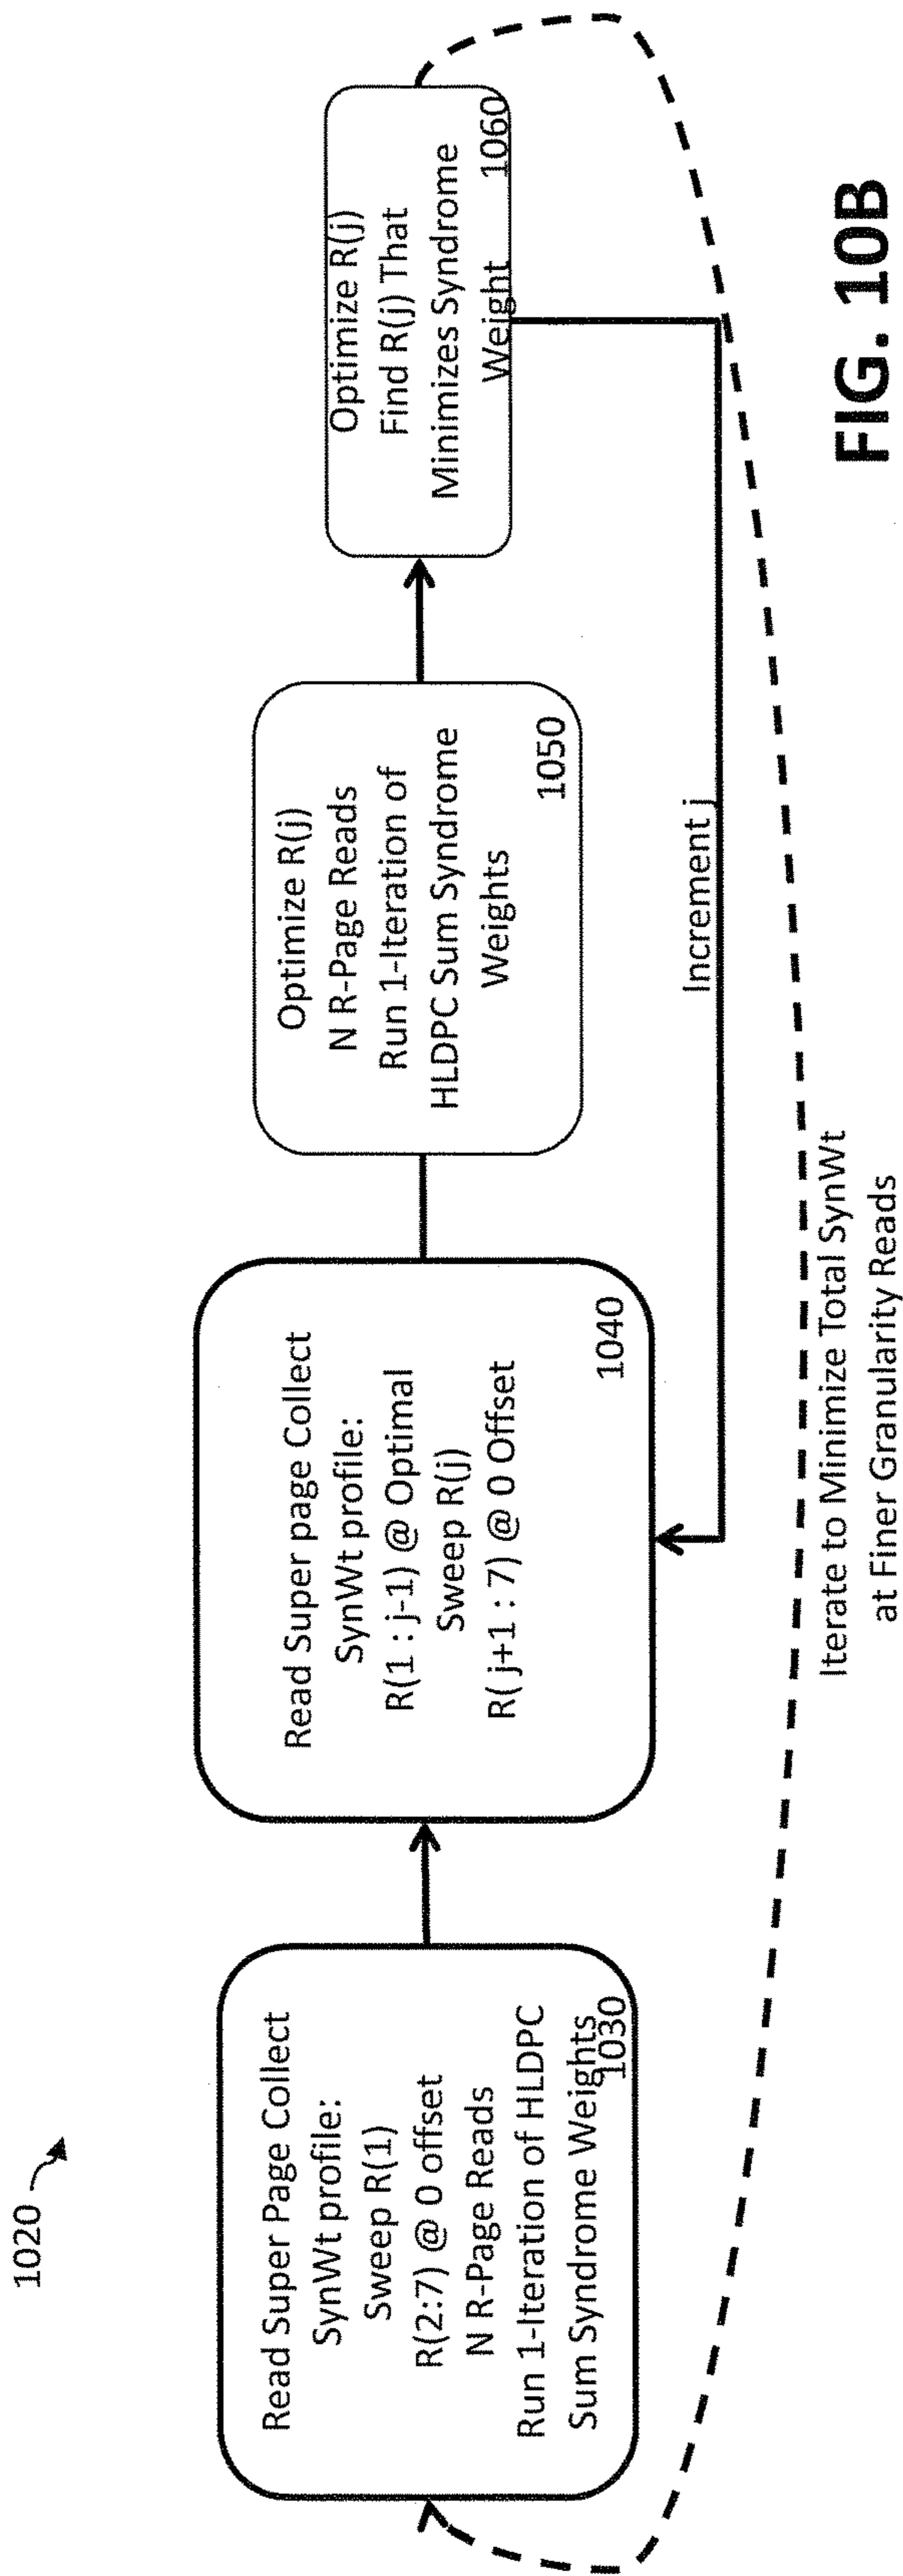 1020
Read Super Page Collect
SynWt profile:
Sweep R(1)
R(2:7) @ 0 offset
N R-Page Reads
Run 1-Iteration of HLDPC
Sum Syndrome Weights
1030
Read Super page Collect
SynWt profile:
R(1 : j-1) @ Optimal
Sweep R(j)
R( j+1 : 7) @ 0 Offset
1040
Optimize R(j)
N R-Page Reads
Run 1-Iteration of
HLDPC Sum Syndrome
Weights
1050
Optimize R(j)
Find R(j) That
Minimizes Syndrome
Weight
1060
Increment j
Iterate to Minimize Total SynWt
at Finer Granularity Reads
FIG. 10B